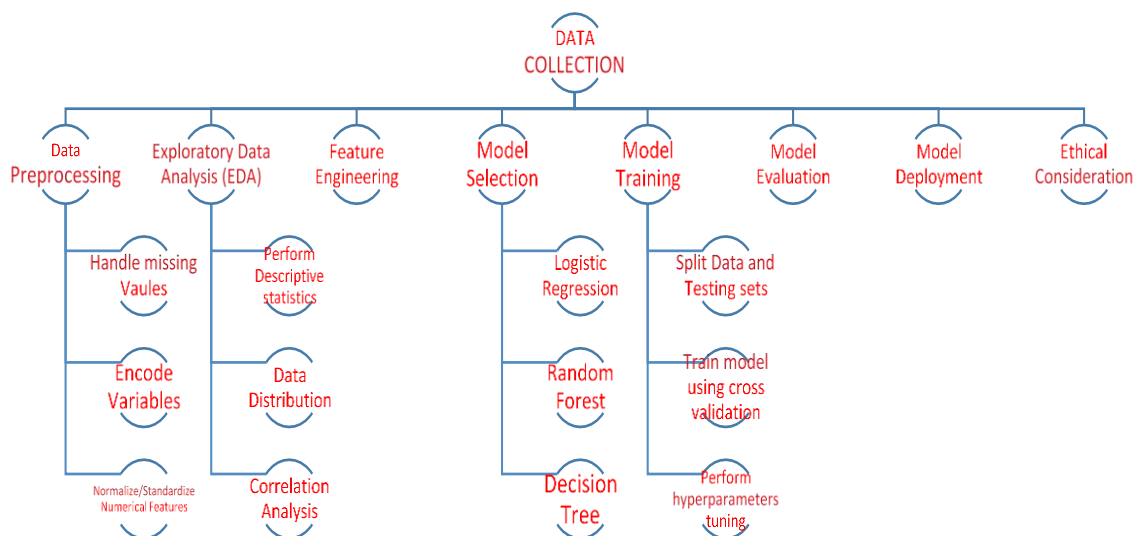 DATA
COLLECTION
Data
Preprocessing
Exploratory Data
Analysis (EDA)
Feature
Engineering
Model
Selection
Model
Training
Model
Evaluation
Model
Deployment
Ethical
Consideration
Handle missing
Vaules
Encode
Variables
Normalize/Standardize
Numerical Features
Perform
Descriptive
statistics
Data
Distribution
Correlation
Analysis
Logistic
Regression
Random
Forest
Decision
Tree
Split Data and
Testing sets
Train model
using cross
validation
Perform
hyperparameters
tuning